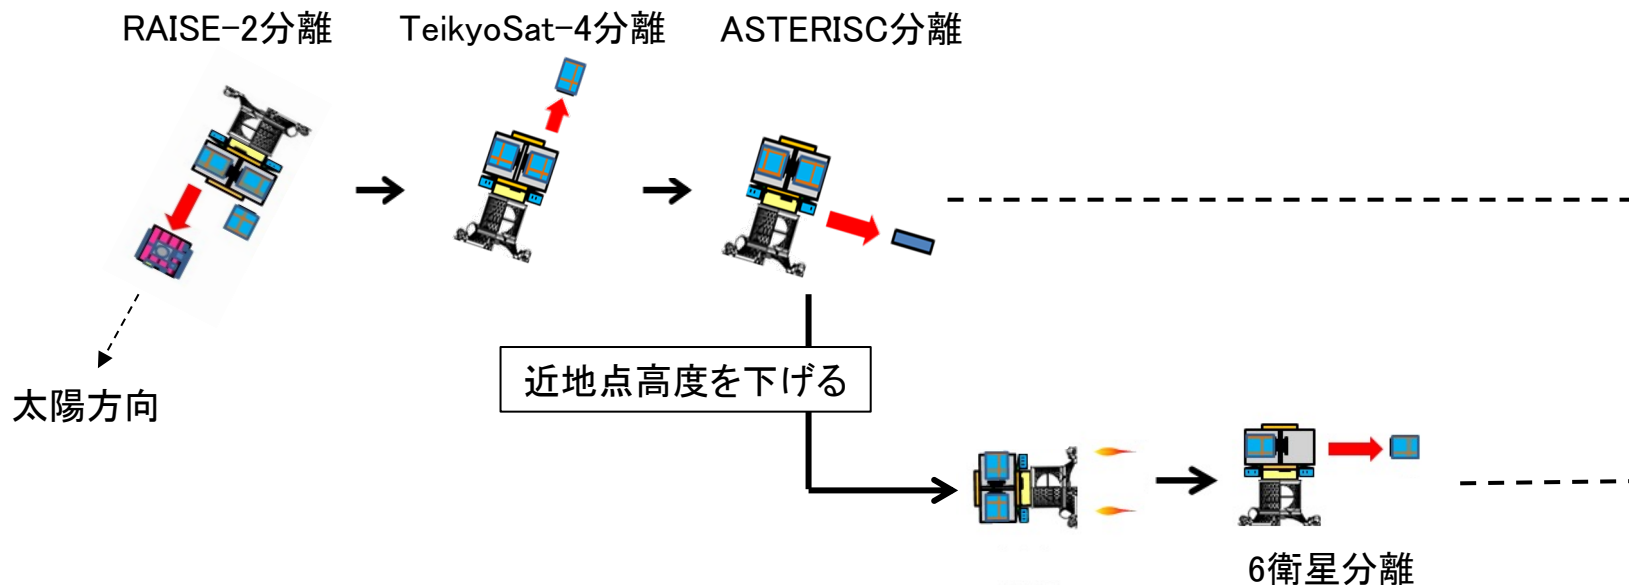 RAISE-2分離
TeikyoSat-4分離
ASTERISC分離
太陽方向
近地点高度を下げる
6衛星分離